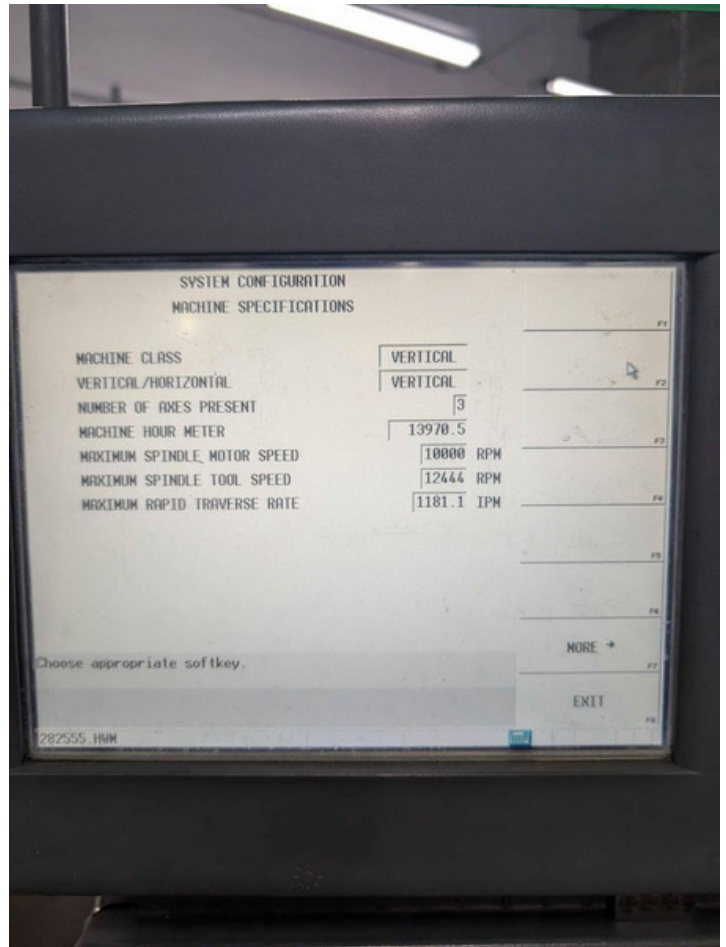 SYSTEM CONFIGURATION
MACHINE SPECIFICATIONS
MACHINE CLASS VERTICAL
VERTICAL/HORIZONTAL VERTICAL
NUMBER OF AXES PRESENT 3
MACHINE HOUR METER 13970.5
MAXIMUM SPINDLE MOTOR SPEED 10000 RPM
MAXIMUM SPINDLE TOOL SPEED 12444 RPM
MAXIMUM RAPID TRAVERSE RATE 1181.1 IPM
F1
F2
F3
F4
F5
F6
MORE → F7
Choose appropriate softkey.
EXIT F8
282555.HWM